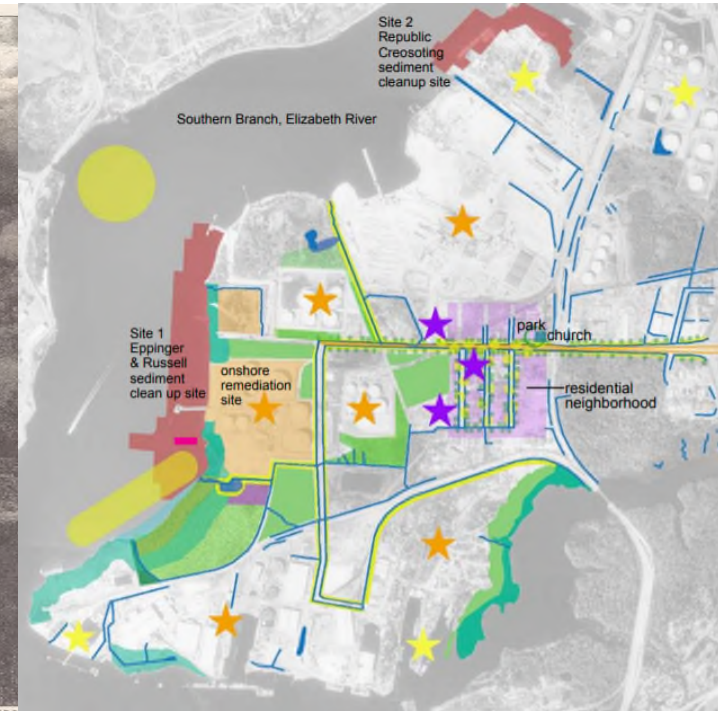 Site 2
Republic
Creosoting
sediment
cleanup site
Southern Branch, Elizabeth River
Site 1
Eppinger
& Russell
sediment
clean up site
onshore
remediation
site
park
church
residential
neighborhood